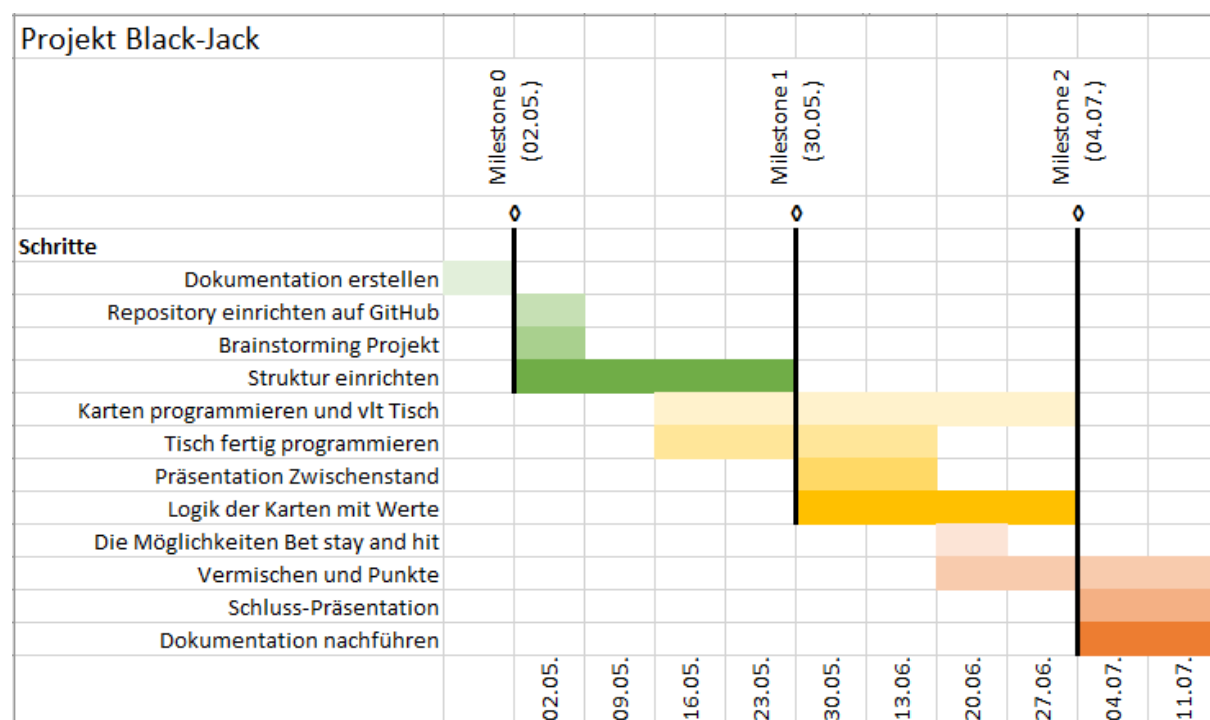 Projekt Black-Jack
Milestone 0
(02.05.)
Milestone 1
(30.05.)
Milestone 2
(04.07.)
Schritte
Dokumentation erstellen
Repository einrichten auf GitHub
Brainstorming Projekt
Struktur einrichten
Karten programmieren und vlt Tisch
Tisch fertig programmieren
Präsentation Zwischenstand
Logik der Karten mit Werte
Die Möglichkeiten Bet stay and hit
Vermischen und Punkte
Schluss-Präsentation
Dokumentation nachführen
02.05.
09.05.
16.05.
23.05.
30.05.
13.06.
20.06.
27.06.
04.07.
11.07.